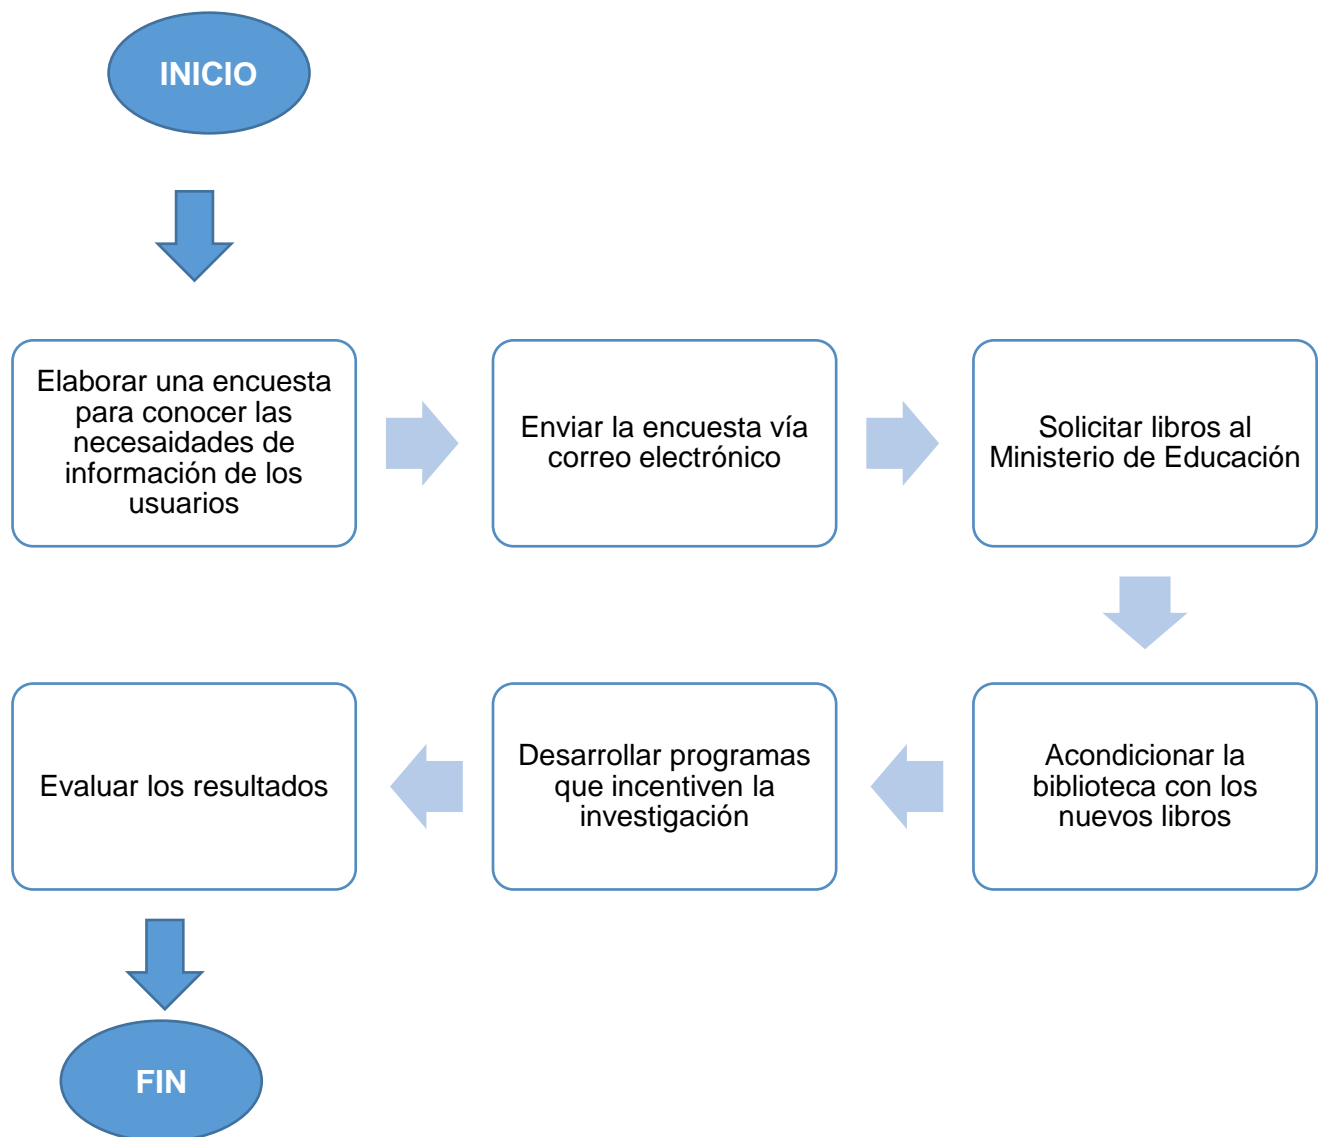 INICIO
Elaborar una encuesta
para conocer las
necesaidades de
información de los
usuarios
Enviar la encuesta vía
correo electrónico
Solicitar libros al
Ministerio de Educación
Acondicionar la
biblioteca con los
nuevos libros
Desarrollar programas
que incentiven la
investigación
Evaluar los resultados
FIN